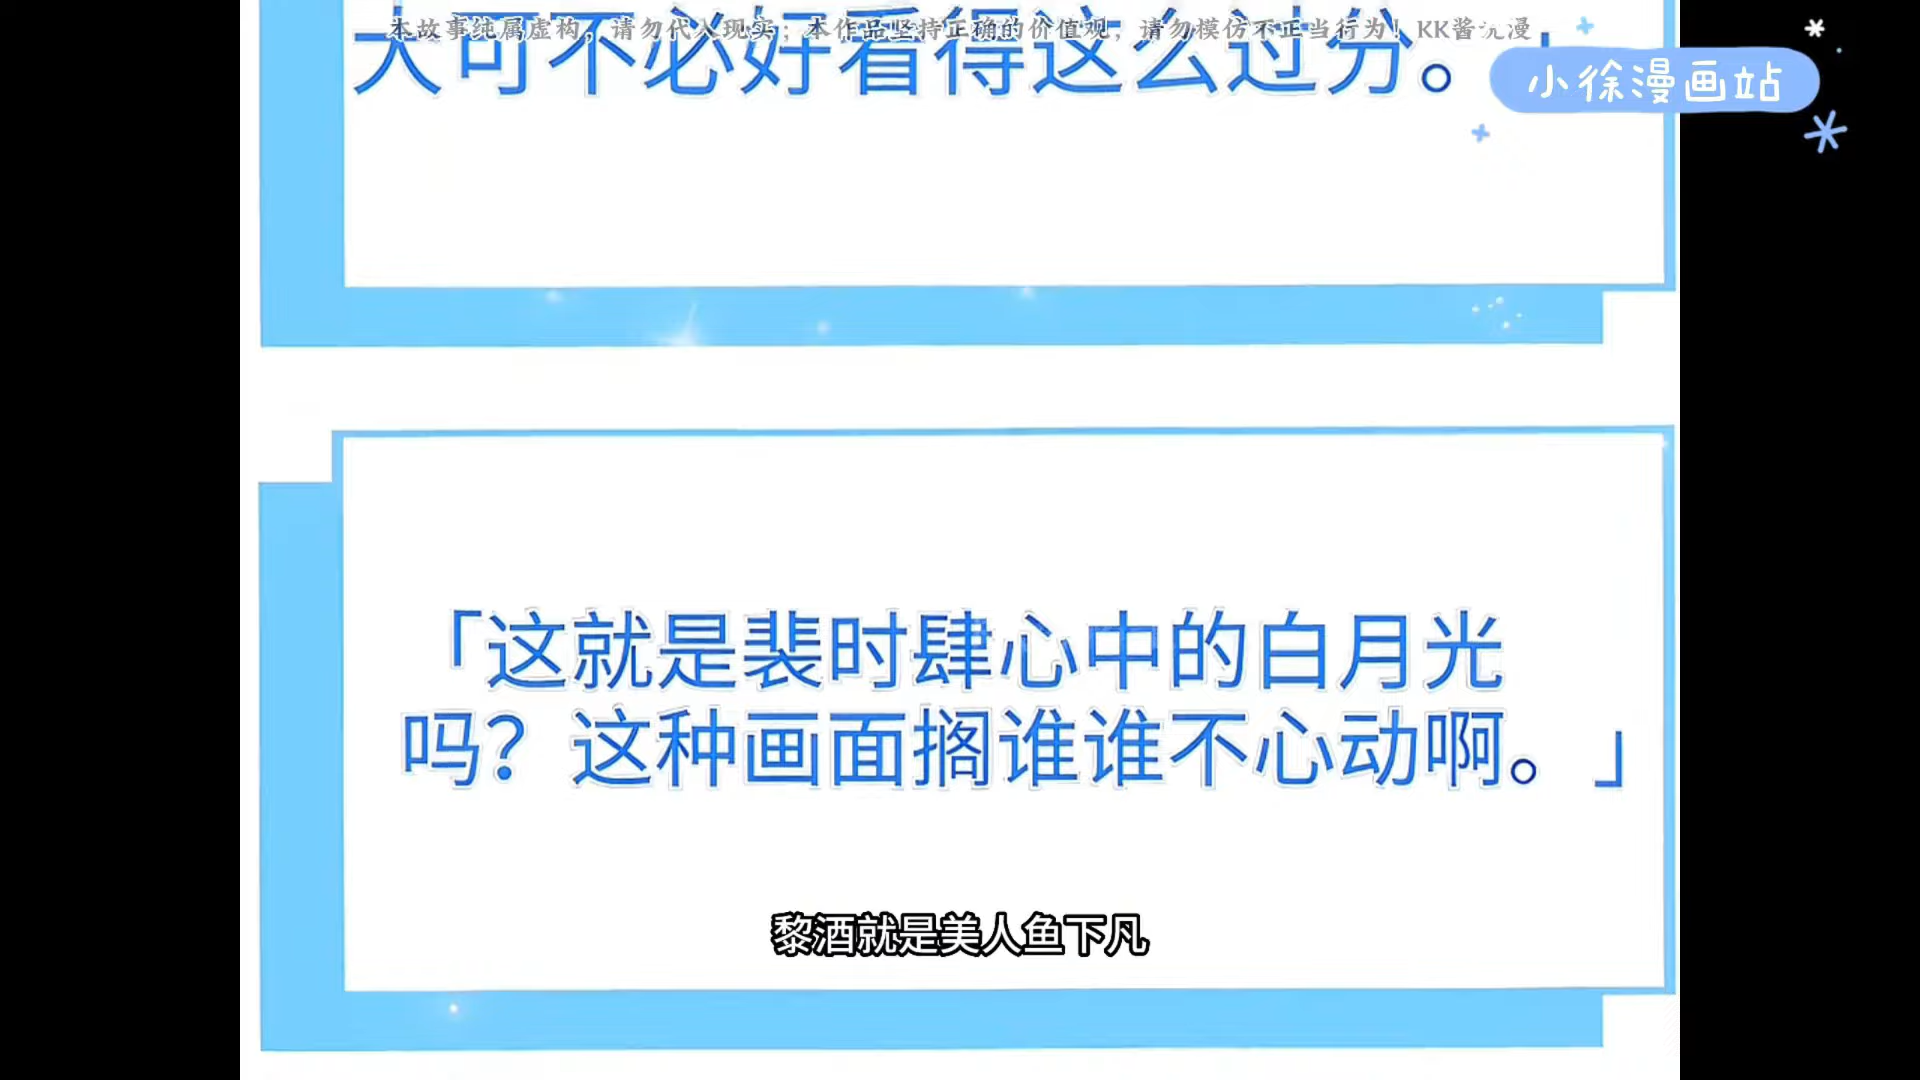 本故事纯属虚构，请勿代入现实；本作品坚持正确的价值观，请勿模仿不正当行为！KK酱玩漫
大可不必好看得这么过分。」
小徐漫画站
「这就是裴时肆心中的白月光
吗？这种画面搁谁谁不心动啊。」
黎酒就是美人鱼下凡